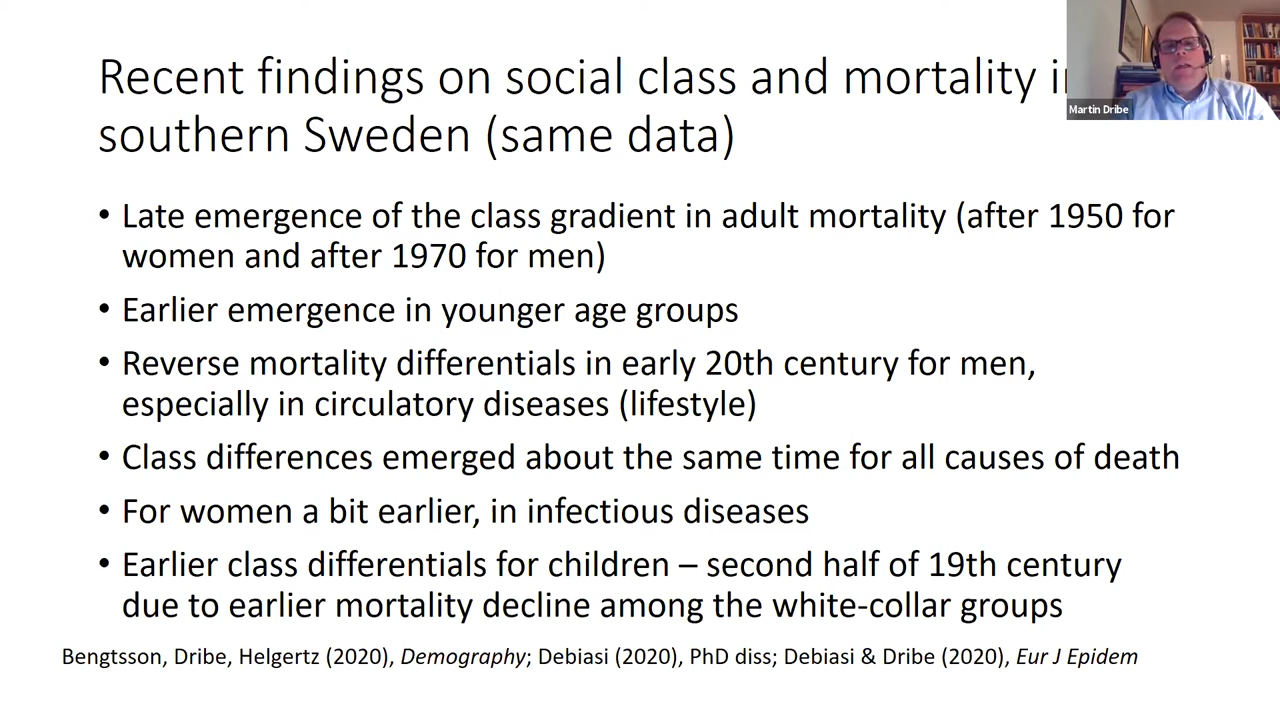 Recent findings on social class and mortality
southern Sweden (same data)
Martin Dribe
• Late emergence of the class gradient in adult mortality (after 1950 for
women and after 1970 for men)
• Earlier emergence in younger age groups
• Reverse mortality differentials in early 20th century for men,
especially in circulatory diseases (lifestyle)
• Class differences emerged about the same time for all causes of death
• For women a bit earlier, in infectious diseases
• Earlier class differentials for children – second half of 19th century
due to earlier mortality decline among the white-collar groups
Bengtsson, Dribe, Helgertz (2020), Demography; Debiasi (2020), PhD diss; Debiasi & Dribe (2020), Eur J Epidem